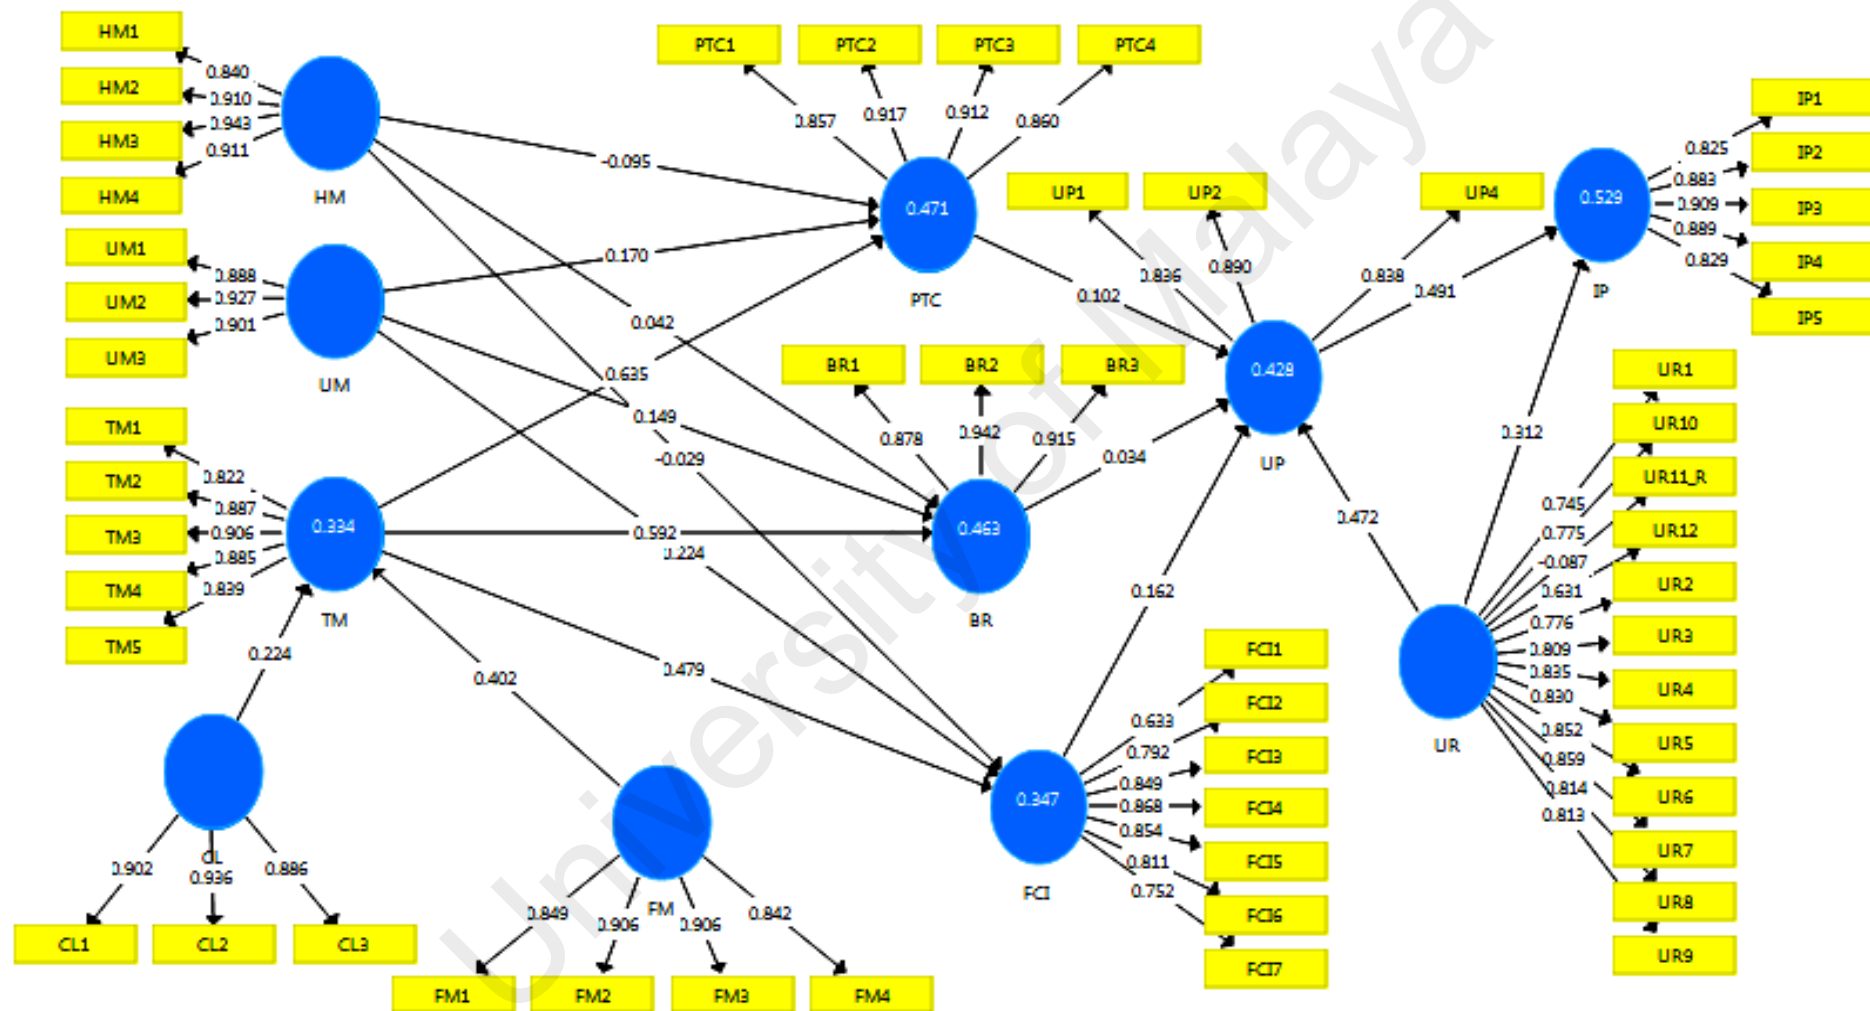 HM1
HM2
HM3
HM4
0.840
0.910
0.943
0.911
HM
UM1
UM2
UM3
0.888
0.927
0.901
UM
TM1
TM2
TM3
TM4
TM5
0.822
0.887
0.906
0.885
0.839
0.334
TM
0.224
0.402
CL
0.902
0.936
0.886
CL1
CL2
CL3
FM
0.849
0.906
0.906
0.842
FM1
FM2
FM3
FM4
-0.095
0.170
0.042
0.635
0.149
-0.029
0.592
0.224
0.479
PTC1
PTC2
PTC3
PTC4
0.857
0.917
0.912
0.860
0.471
PTC
BR1
BR2
BR3
0.878
0.942
0.915
0.463
BR
0.102
0.034
0.162
0.472
UP1
UP2
UP4
0.836
0.890
0.838
0.428
UP
0.491
0.312
0.529
IP
0.825
0.883
0.909
0.889
0.829
IP1
IP2
IP3
IP4
IP5
0.347
FCI
0.633
0.792
0.849
0.868
0.854
0.811
0.752
FCI1
FCI2
FCI3
FCI4
FCI5
FCI6
FCI7
UR
0.745
0.775
-0.087
0.631
0.776
0.809
0.835
0.830
0.852
0.859
0.814
0.813
UR1
UR10
UR11_R
UR12
UR2
UR3
UR4
UR5
UR6
UR7
UR8
UR9
University of Malaya